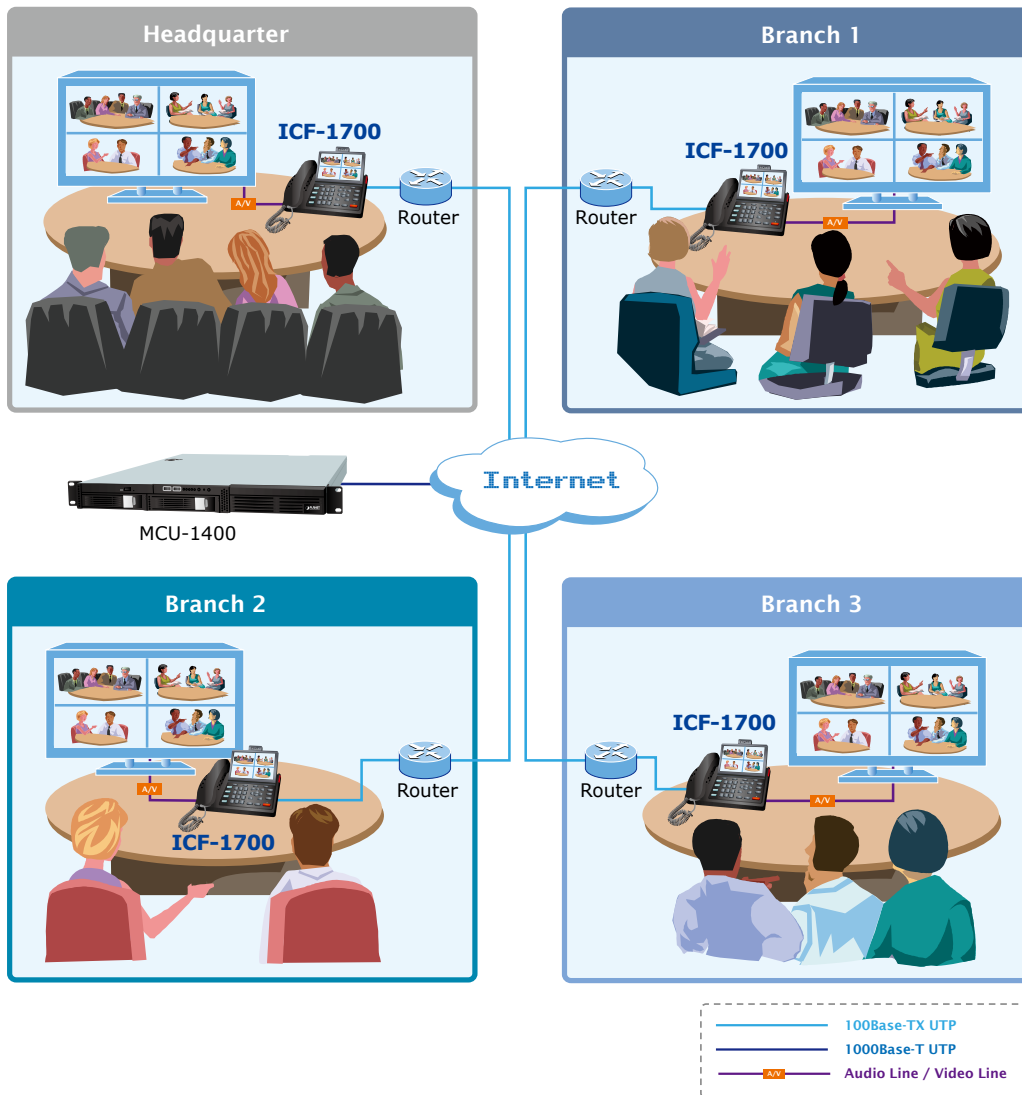 Headquarter
ICF-1700
A/V
Router
Branch 1
ICF-1700
A/V
Router
Internet
MCU-1400
Branch 2
ICF-1700
A/V
Router
Branch 3
ICF-1700
A/V
Router
100Base-TX UTP
1000Base-T UTP
A/V
Audio Line / Video Line